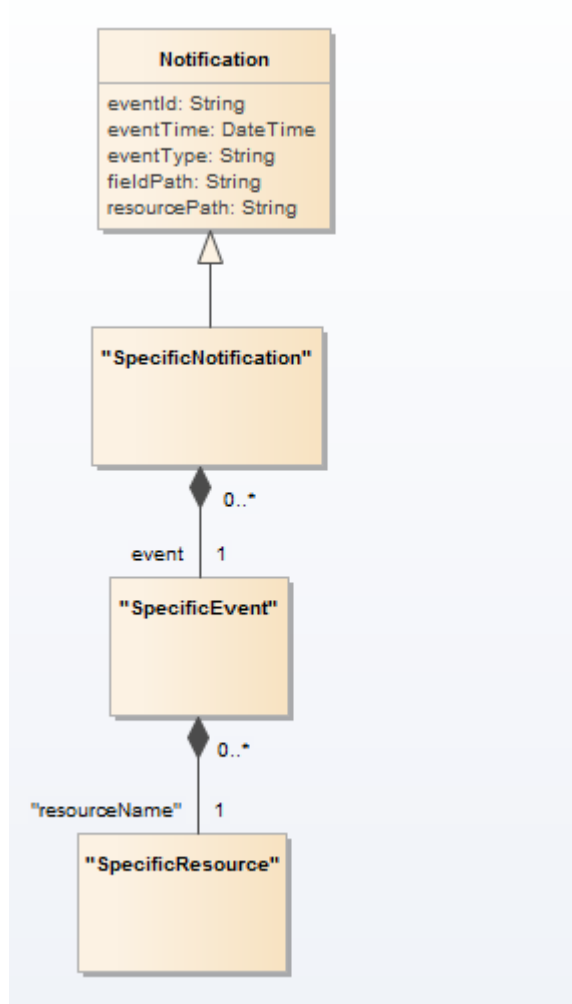 Notification
eventId: String
eventTime: DateTime
eventType: String
fieldPath: String
resourcePath: String
"SpecificNotification"
0..*
event 1
"SpecificEvent"
0..*
"resourceName" 1
"SpecificResource"